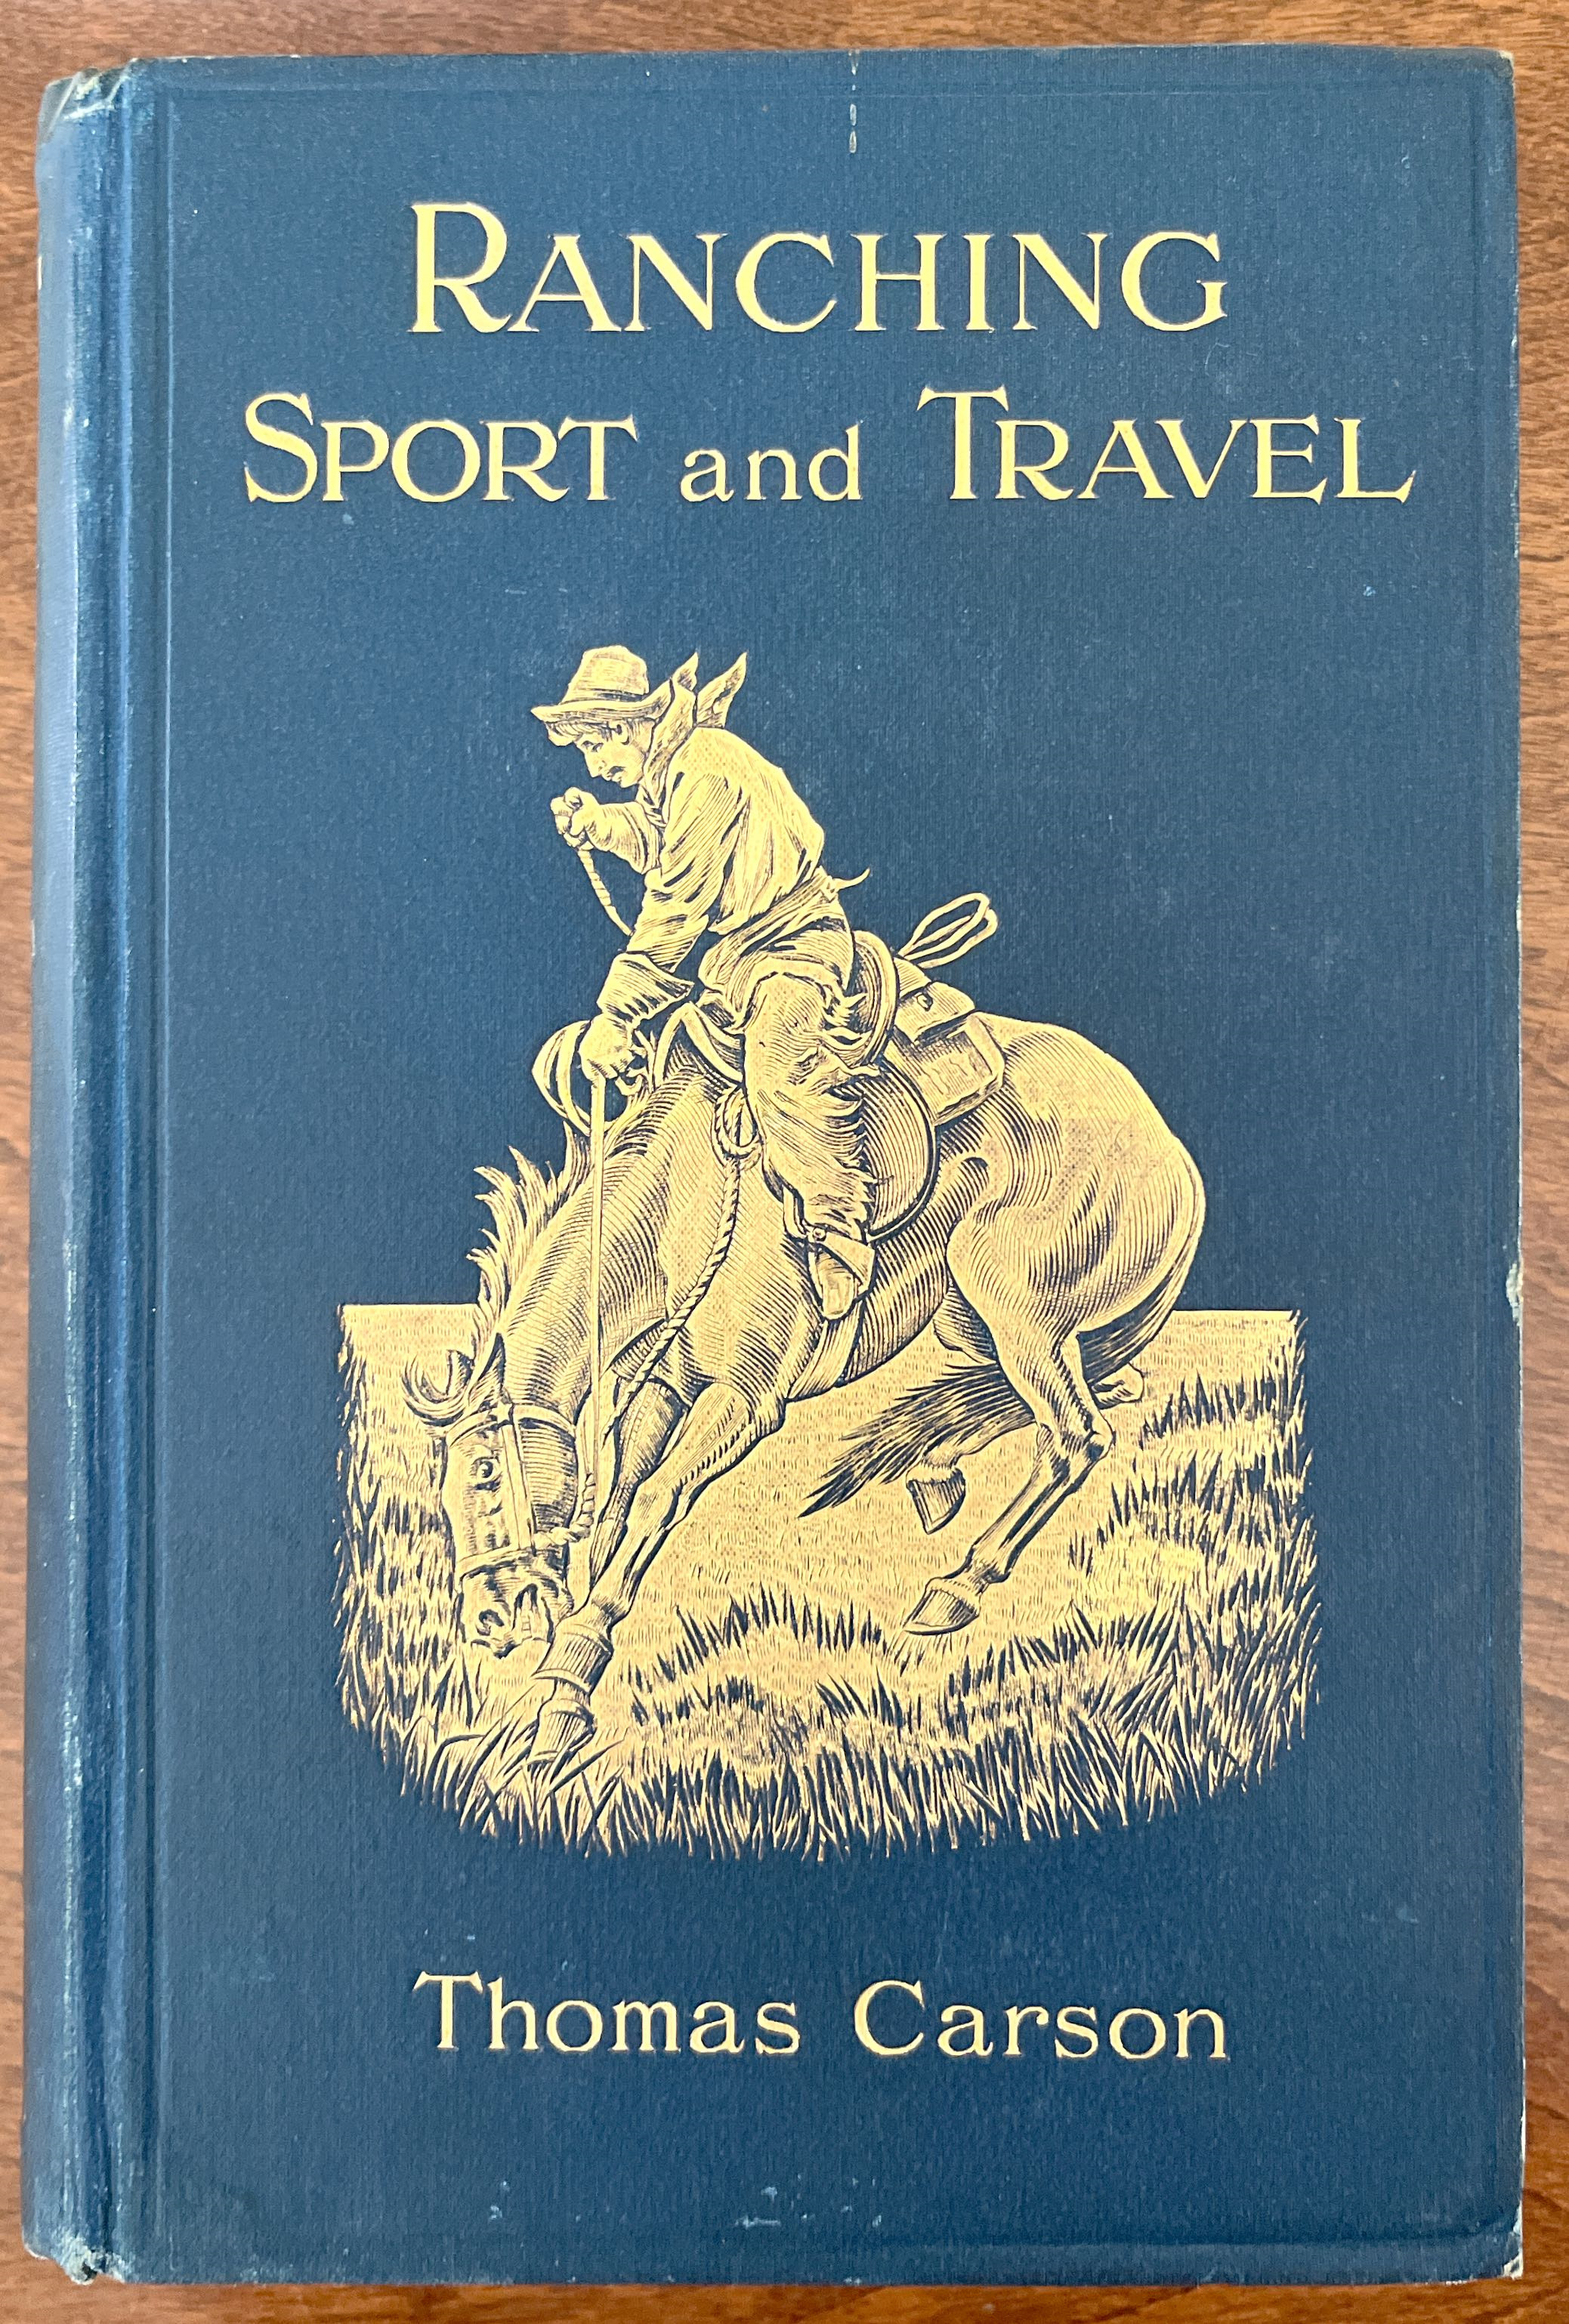 RANCHING
SPORT and TRAVEL
Thomas Carson